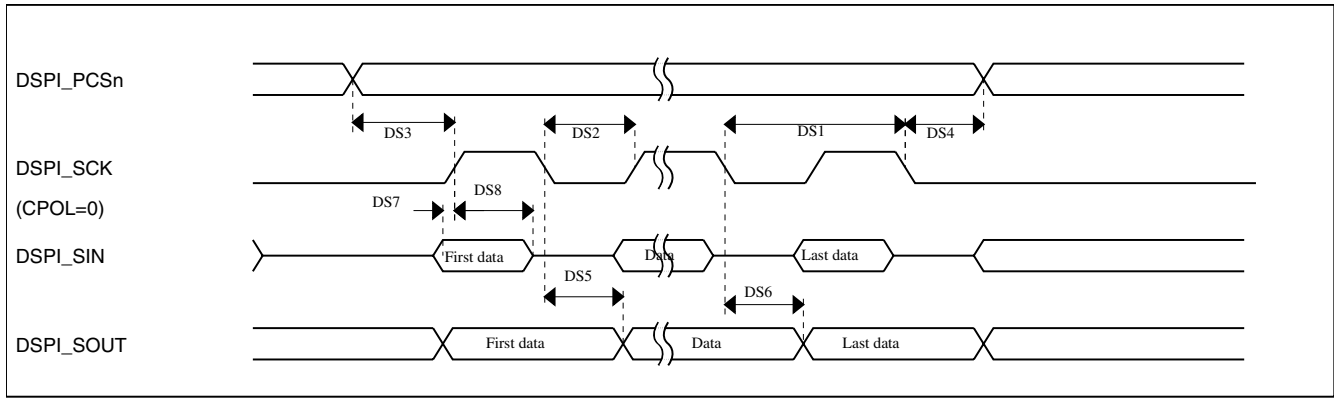 DSPI_PCSn
DS3
DS2
DS1
DS4
DSPI_SCK
(CPOL=0)
DS7
DS8
DSPI_SIN
First data
Data
Last data
DS5
DS6
DSPI_SOUT
First data
Data
Last data